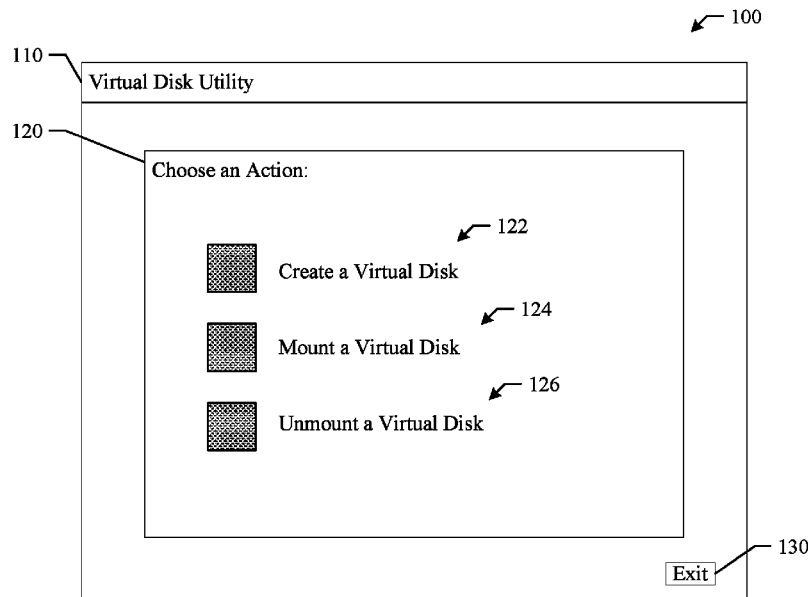 100
110
Virtual Disk Utility
120
Choose an Action:
122
Create a Virtual Disk
124
Mount a Virtual Disk
126
Unmount a Virtual Disk
130
Exit